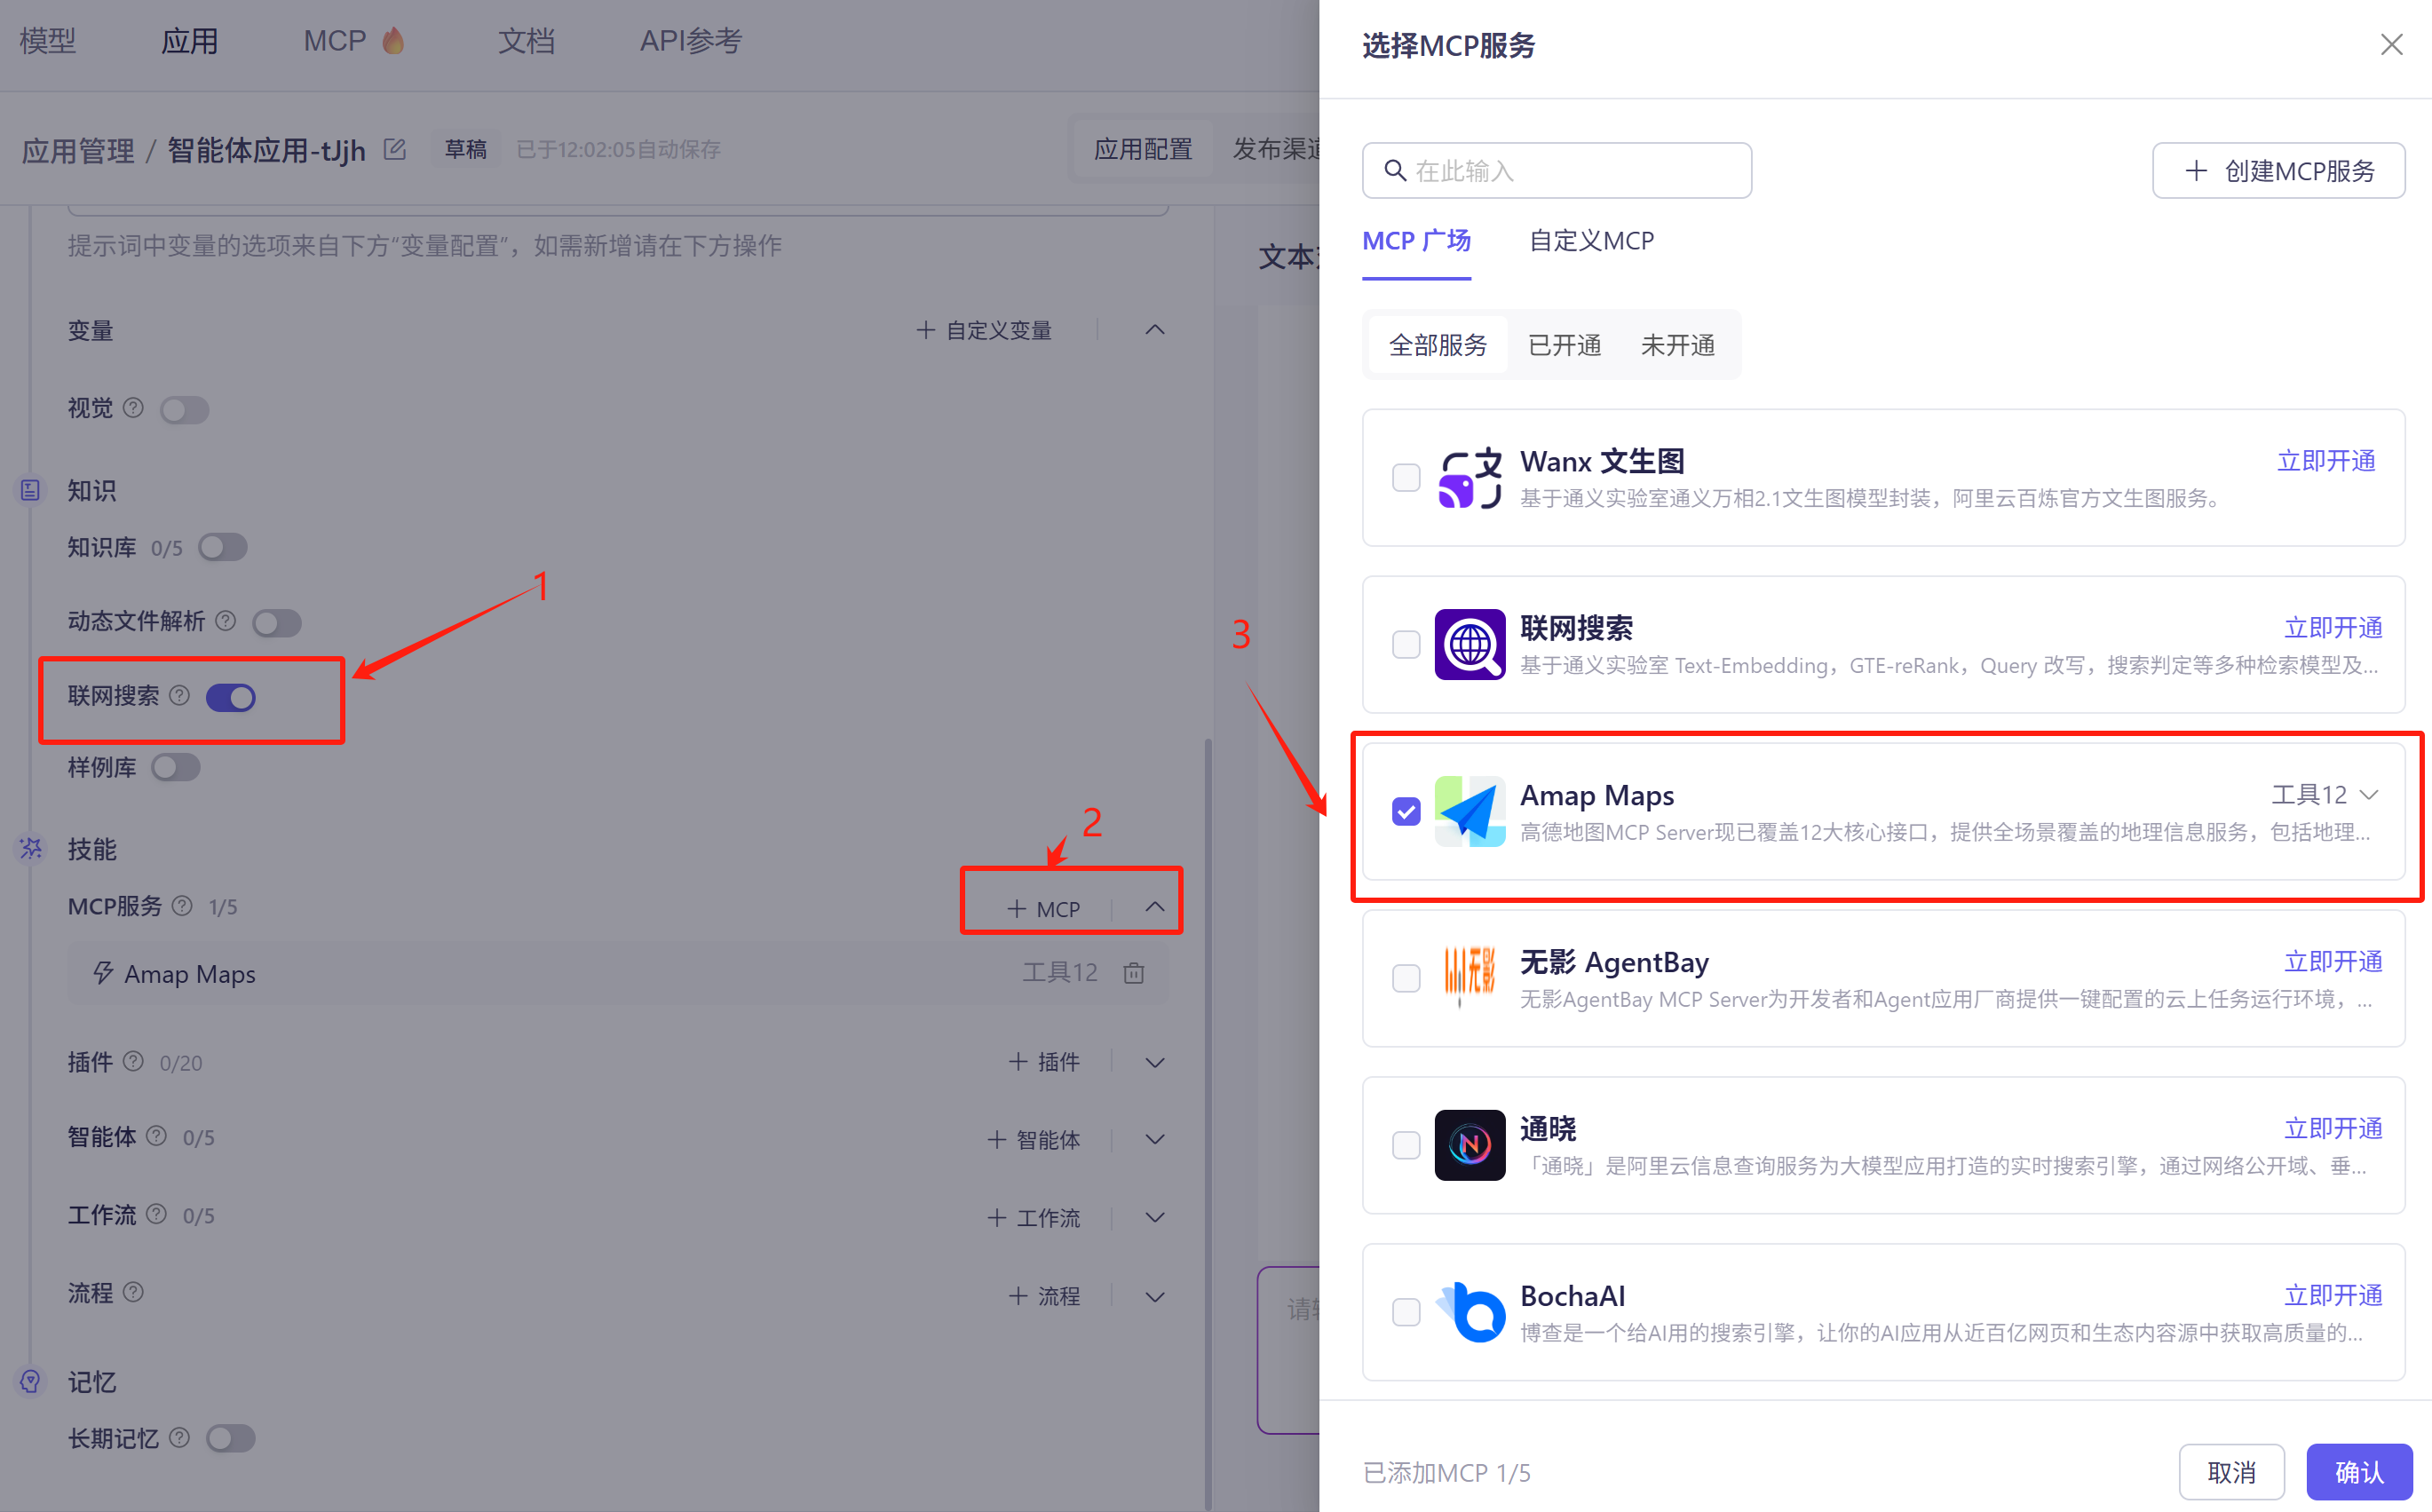 模型
应用
MCP
文档
API参考
应用管理 / 智能体应用-tJjh
草稿
已于12:02:05自动保存
应用配置
发布渠道
提示词中变量的选项来自下方“变量配置”，如需新增请在下方操作
文本
变量
+ 自定义变量
视觉
知识
知识库 0/5
动态文件解析
1
联网搜索
样例库
2
技能
MCP服务 1/5
+ MCP
Amap Maps
工具12
插件 0/20
+ 插件
智能体 0/5
+ 智能体
工作流 0/5
+ 工作流
流程
+ 流程
请
记忆
长期记忆
3
选择MCP服务
在此输入
+ 创建MCP服务
MCP 广场
自定义MCP
全部服务
已开通
未开通
Wanx 文生图
立即开通
基于通义实验室通义万相2.1文生图模型封装，阿里云百炼官方文生图服务。
联网搜索
立即开通
基于通义实验室 Text-Embedding，GTE-reRank，Query 改写，搜索判定等多种检索模型及...
Amap Maps
工具12
高德地图MCP Server现已覆盖12大核心接口，提供全场景覆盖的地理信息服务，包括地理...
无影
无影 AgentBay
立即开通
无影AgentBay MCP Server为开发者和Agent应用厂商提供一键配置的云上任务运行环境，...
N
通晓
立即开通
「通晓」是阿里云信息查询服务为大模型应用打造的实时搜索引擎，通过网络公开域、垂...
BochaAI
立即开通
博查是一个给AI用的搜索引擎，让你的AI应用从近百亿网页和生态内容源中获取高质量的...
已添加MCP 1/5
取消
确认